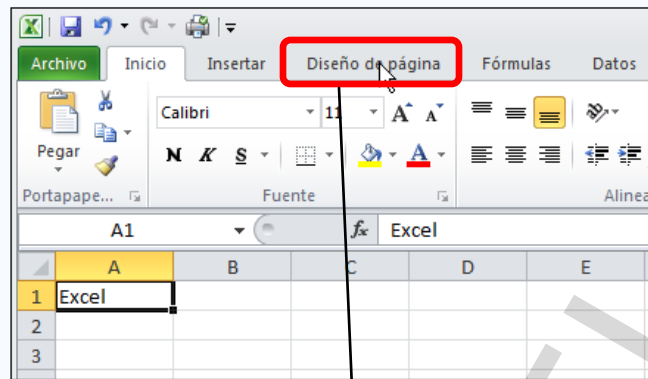 Archivo Inicio Insertar Diseño de página Fórmulas Datos
Calibri 11 A A
Pegar N K S A
Portapape... Fuente Alinea
A1 fx Excel
A B C D E
1 Excel
2
3